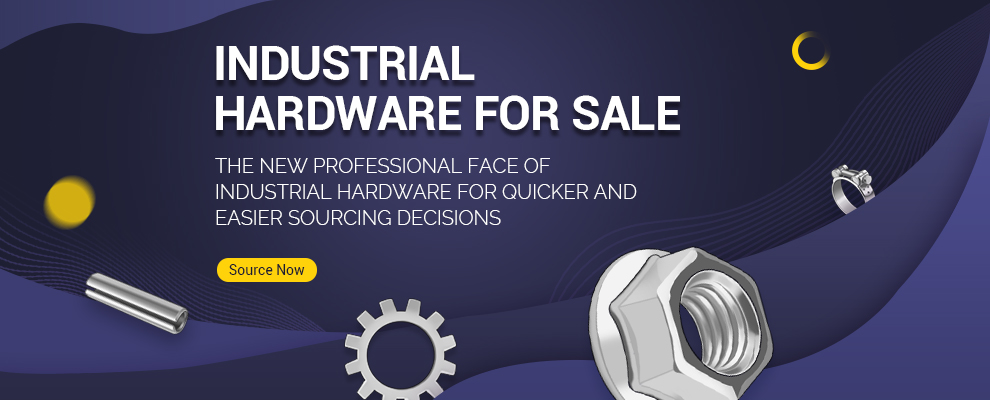 INDUSTRIAL
HARDWARE FOR SALE
THE NEW PROFESSIONAL FACE OF
INDUSTRIAL HARDWARE FOR QUICKER AND
EASIER SOURCING DECISIONS
Source Now